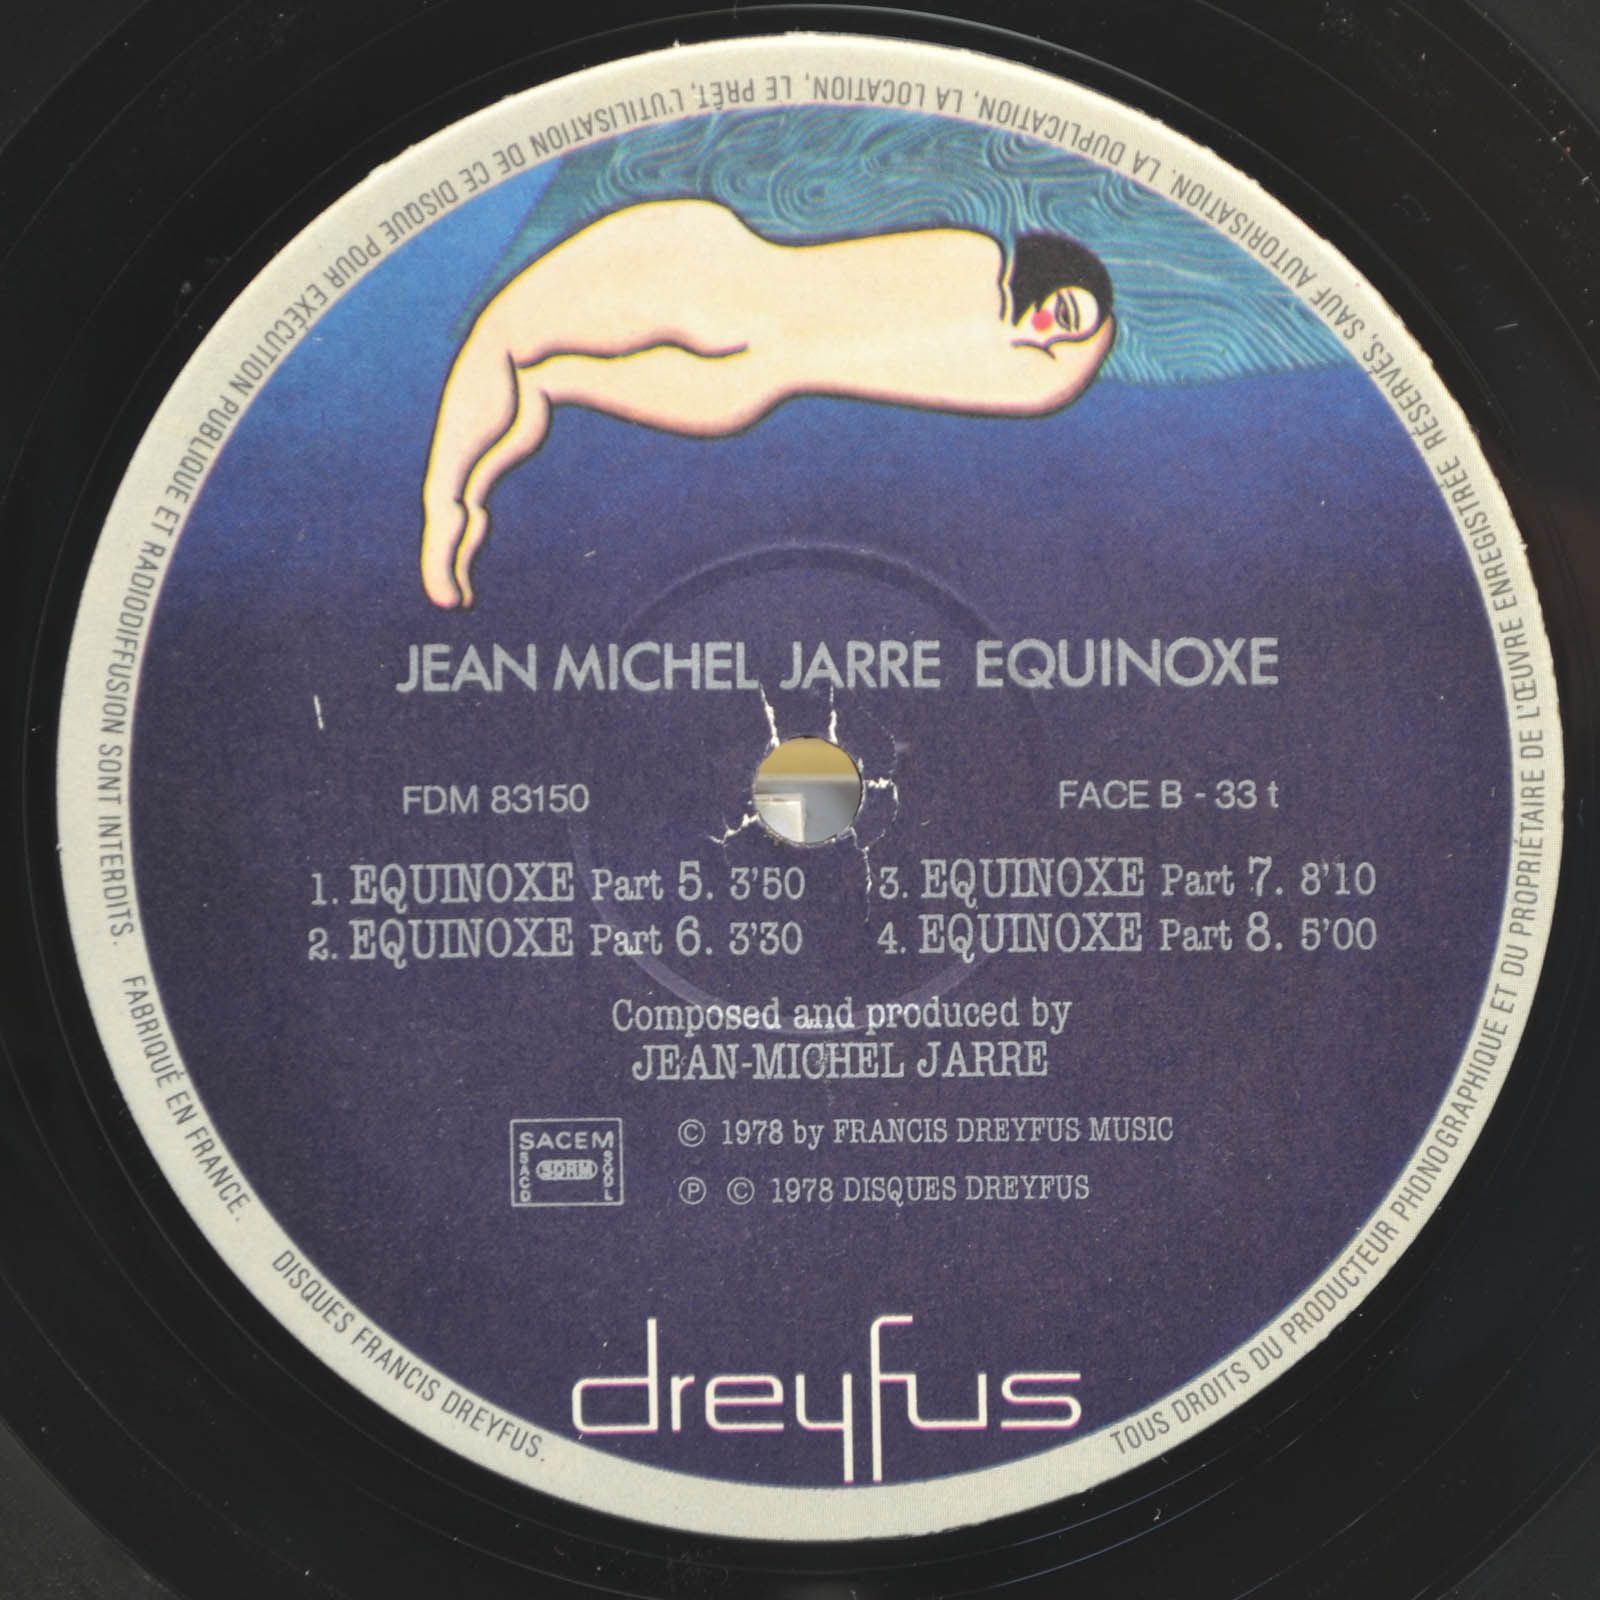 JEAN MICHEL JARRE EQUINOXE
FDM 83150
FACE B - 33 t
1. EQUINOXE Part 5. 3'50
2. EQUINOXE Part 6. 3'30
3. EQUINOXE Part 7. 8'10
4. EQUINOXE Part 8. 5'00
Composed and produced by
JEAN-MICHEL JARRE
SACEM
SACD
SDRM
SGDL
© 1978 by FRANCIS DREYFUS MUSIC
℗ © 1978 DISQUES DREYFUS
dreyfus
TOUS DROITS DU PRODUCTEUR PHONOGRAPHIQUE ET DU PROPRIÉTAIRE DE L'ŒUVRE ENREGISTRÉE RÉSERVÉS, SAUF AUTORISATION. LA DUPLICATION, LA LOCATION, LE PRÊT, L'UTILISATION DE CE DISQUE POUR EXÉCUTION PUBLIQUE ET RADIODIFFUSION SONT INTERDITS. FABRIQUÉ EN FRANCE.
DISQUES FRANCIS DREYFUS.